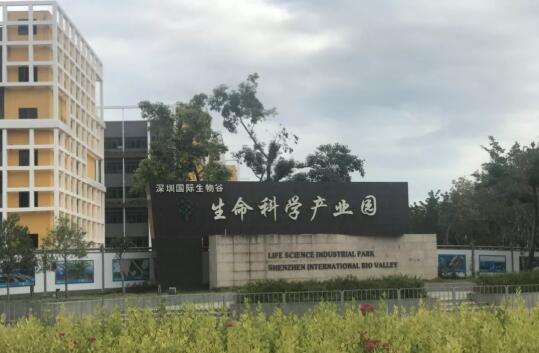 深圳国际生物谷
生命科学产业园
LIFE SCIENCE INDUSTRIAL PARK
SHENZHEN INTERNATIONAL BIO VALLEY